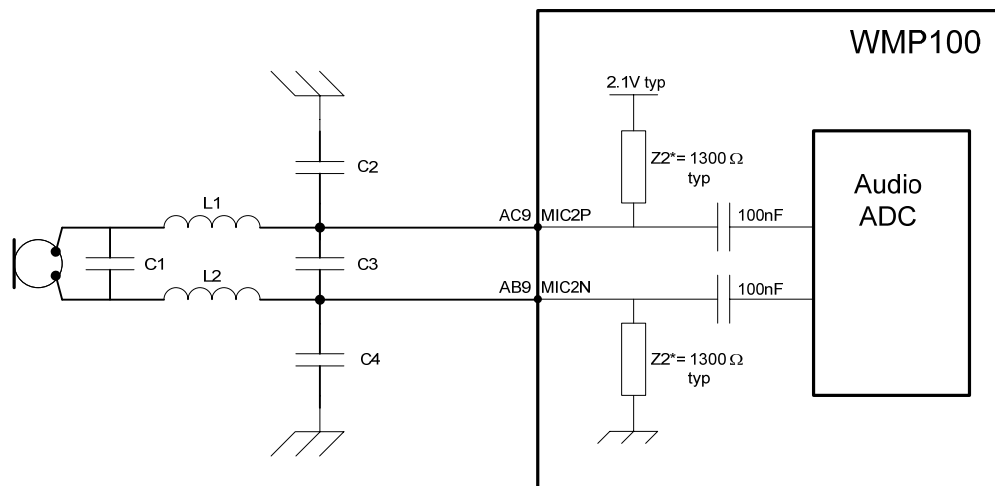 WMP100
2.1V typ
C2
Z2*= 1300 Ω
typ
Audio
ADC
L1
AC9
MIC2P
100nF
C1
C3
L2
AB9
MIC2N
100nF
C4
Z2*= 1300 Ω
typ